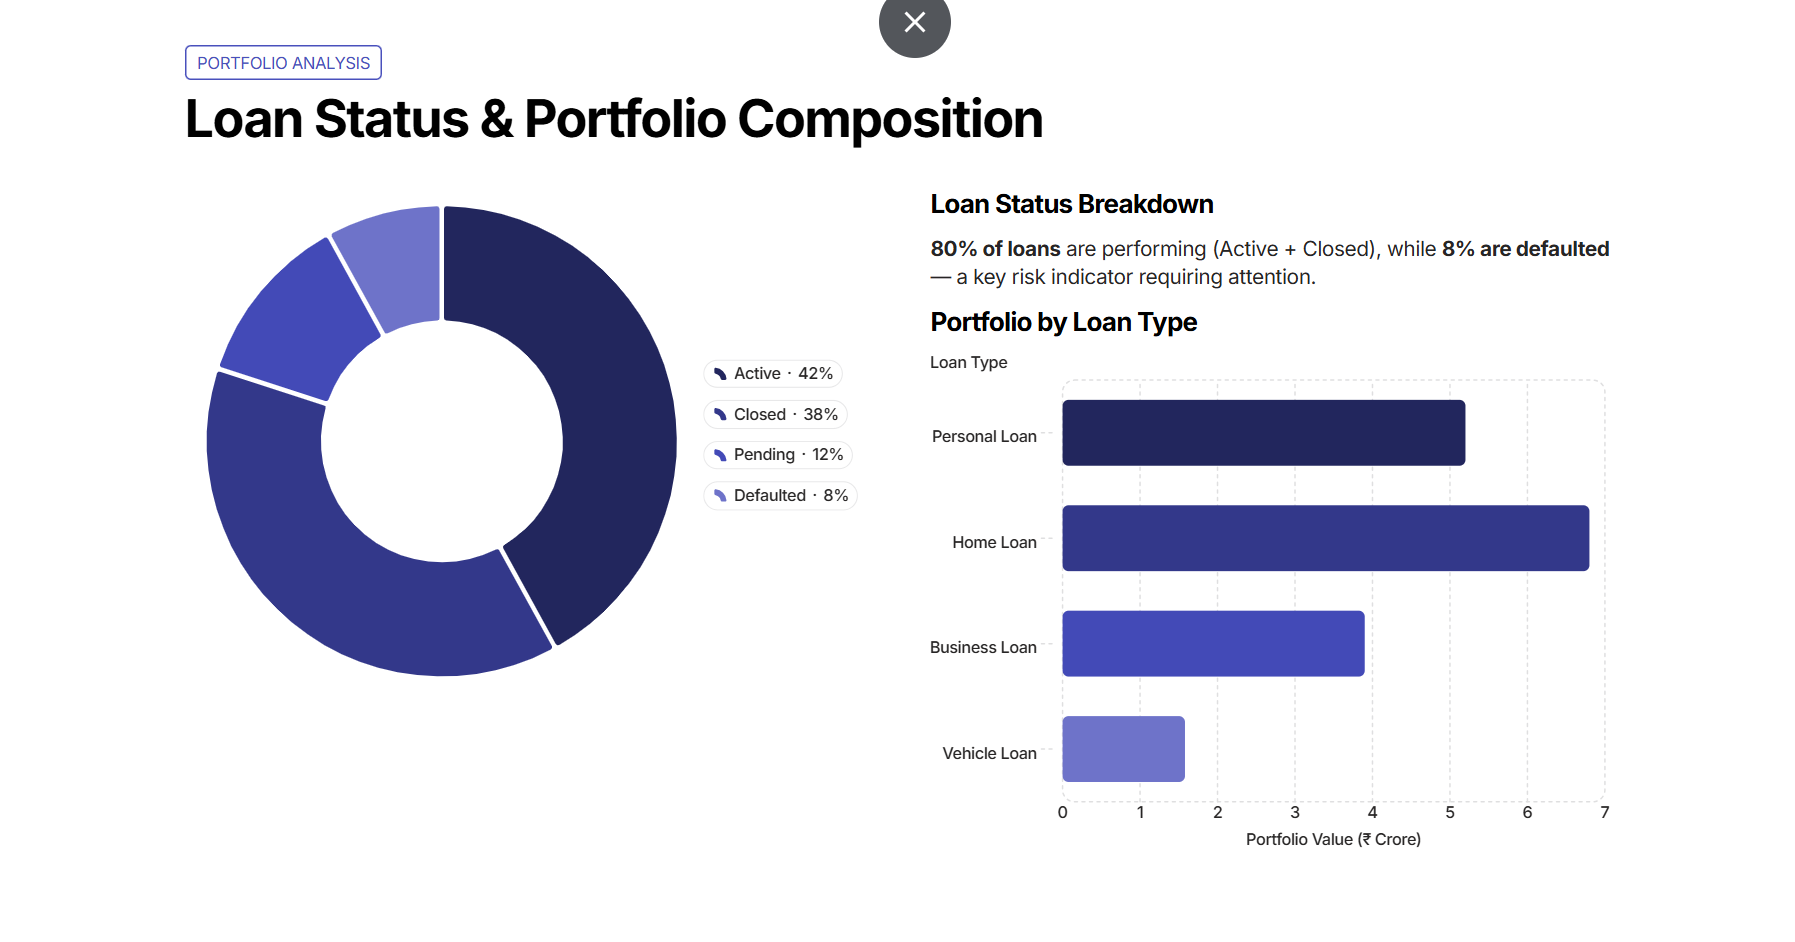 PORTFOLIO ANALYSIS
Loan Status & Portfolio Composition
Active · 42%
Closed · 38%
Pending · 12%
Defaulted · 8%
Loan Status Breakdown
80% of loans are performing (Active + Closed), while 8% are defaulted
— a key risk indicator requiring attention.
Portfolio by Loan Type
Loan Type
Personal Loan
Home Loan
Business Loan
Vehicle Loan
0 1 2 3 4 5 6 7
Portfolio Value (₹ Crore)